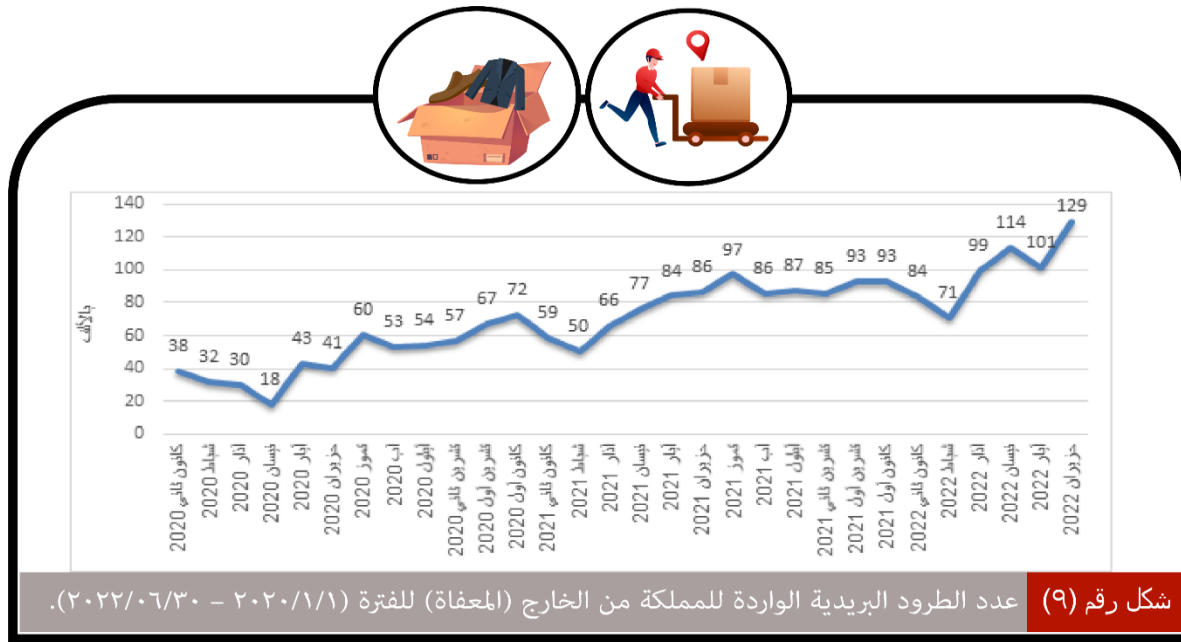 140
120
100
80
60
40
20
0
بالألف
38
32
30
18
43
41
60
53
54
57
67
72
59
50
66
77
84
86
97
86
87
85
93
93
84
71
99
114
101
129
كانون ثاني 2020
شباط 2020
آذار 2020
نيسان 2020
أيار 2020
حزيران 2020
تموز 2020
آب 2020
أيلول 2020
تشرين ثاني 2020
تشرين أول 2020
كانون أول 2020
كانون ثاني 2021
شباط 2021
آذار 2021
نيسان 2021
أيار 2021
حزيران 2021
تموز 2021
آب 2021
أيلول 2021
تشرين ثاني 2021
تشرين أول 2021
كانون أول 2021
كانون ثاني 2022
شباط 2022
آذار 2022
نيسان 2022
أيار 2022
حزيران 2022
شكل رقم (٩) عدد الطرود البريدية الواردة للمملكة من الخارج (المعفاة) للفترة (٢٠٢٠/١/١ – ٢٠٢٢/٠٦/٣٠).